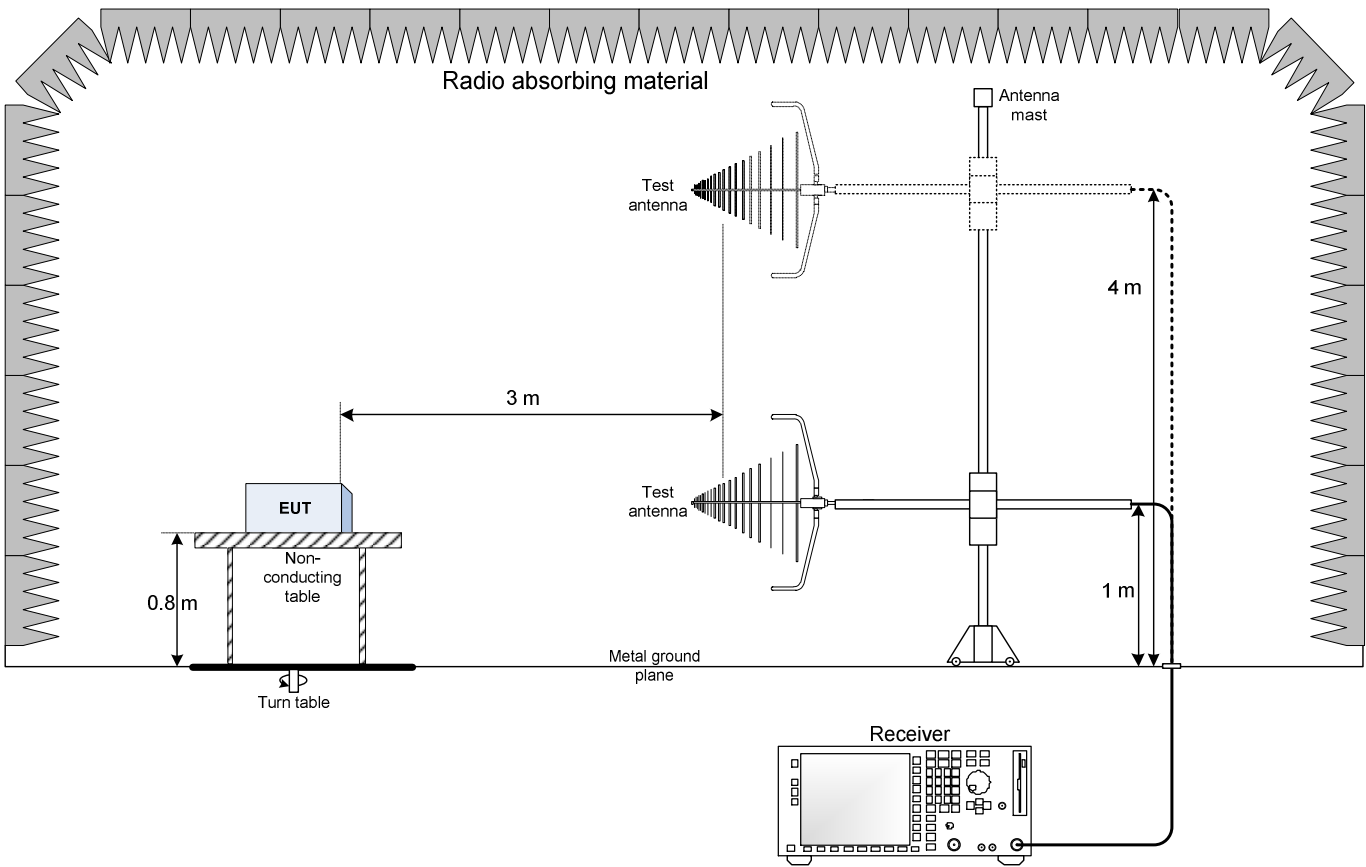 Radio absorbing material
Antenna
mast
Test
antenna
4 m
3 m
EUT
Test
antenna
Non-
conducting
table
0.8 m
1 m
Metal ground
plane
Turn table
Receiver